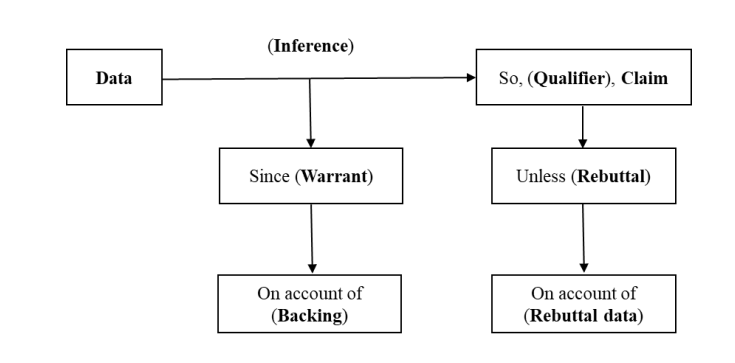 (Inference)
Data
So, (Qualifier), Claim
Since (Warrant)
Unless (Rebuttal)
On account of
(Backing)
On account of
(Rebuttal data)